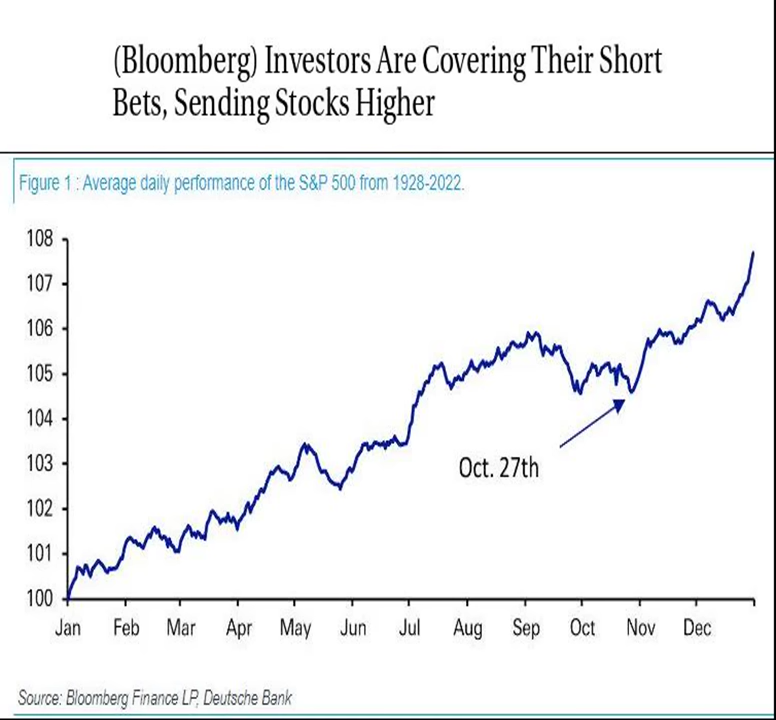 (Bloomberg) Investors Are Covering Their Short
Bets, Sending Stocks Higher
Figure 1 : Average daily performance of the S&P 500 from 1928-2022.
108
107
106
105
104
103
102
101
100
Oct. 27th
Jan Feb Mar Apr May Jun Jul Aug Sep Oct Nov Dec
Source: Bloomberg Finance LP, Deutsche Bank